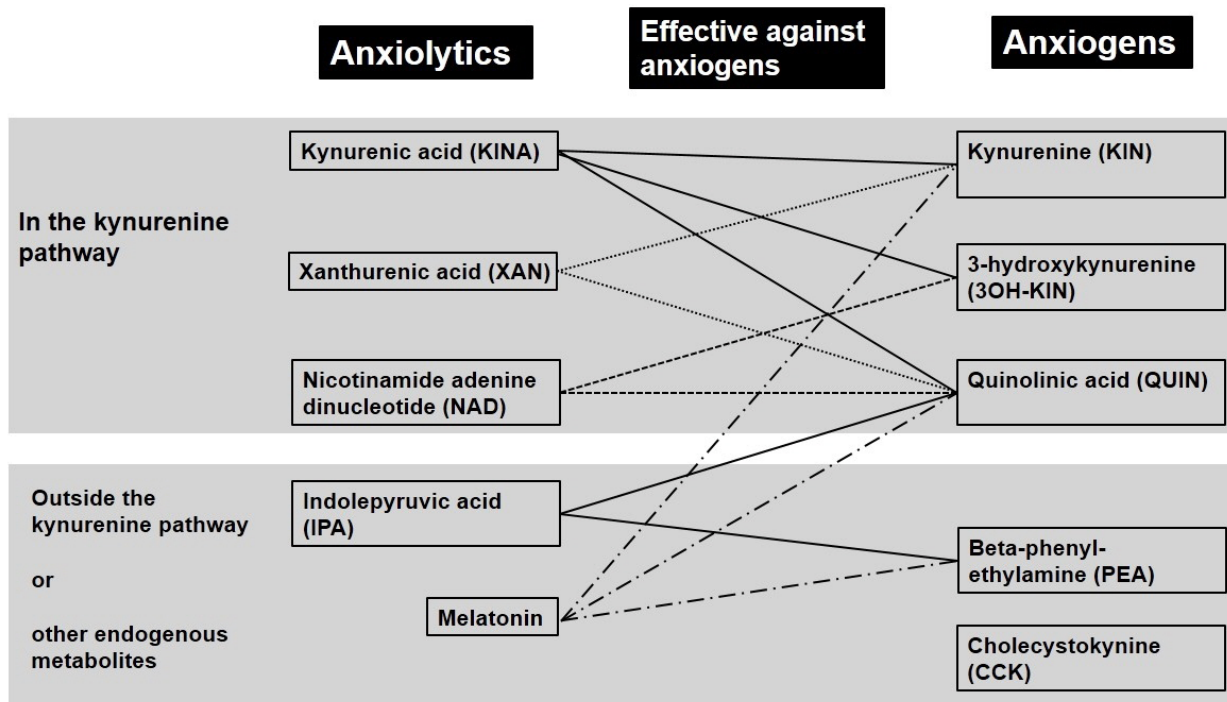 Anxiolytics
Effective against
anxiogens
Anxiogens
In the kynurenine
pathway
Kynurenic acid (KINA)
Xanthurenic acid (XAN)
Nicotinamide adenine
dinucleotide (NAD)
Kynurenine (KIN)
3-hydroxykynurenine
(3OH-KIN)
Quinolinic acid (QUIN)
Outside the
kynurenine pathway
or
other endogenous
metabolites
Indolepyruvic acid
(IPA)
Melatonin
Beta-phenyl-
ethylamine (PEA)
Cholecystokynine
(CCK)